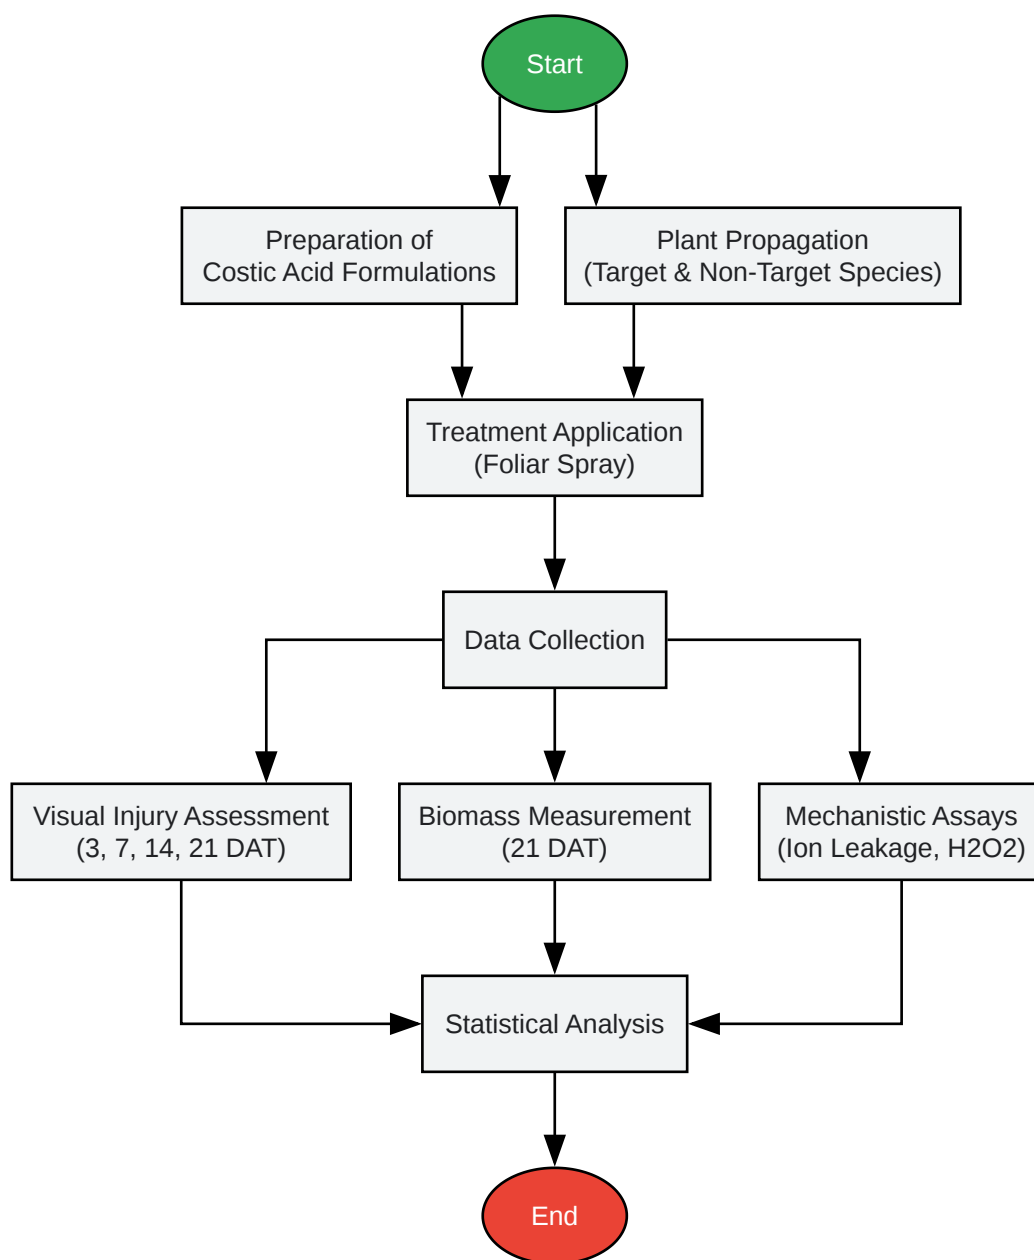 Start
Preparation of
Costic Acid Formulations
Plant Propagation
(Target & Non-Target Species)
Treatment Application
(Foliar Spray)
Data Collection
Visual Injury Assessment
(3, 7, 14, 21 DAT)
Biomass Measurement
(21 DAT)
Mechanistic Assays
(Ion Leakage, H2O2)
Statistical Analysis
End